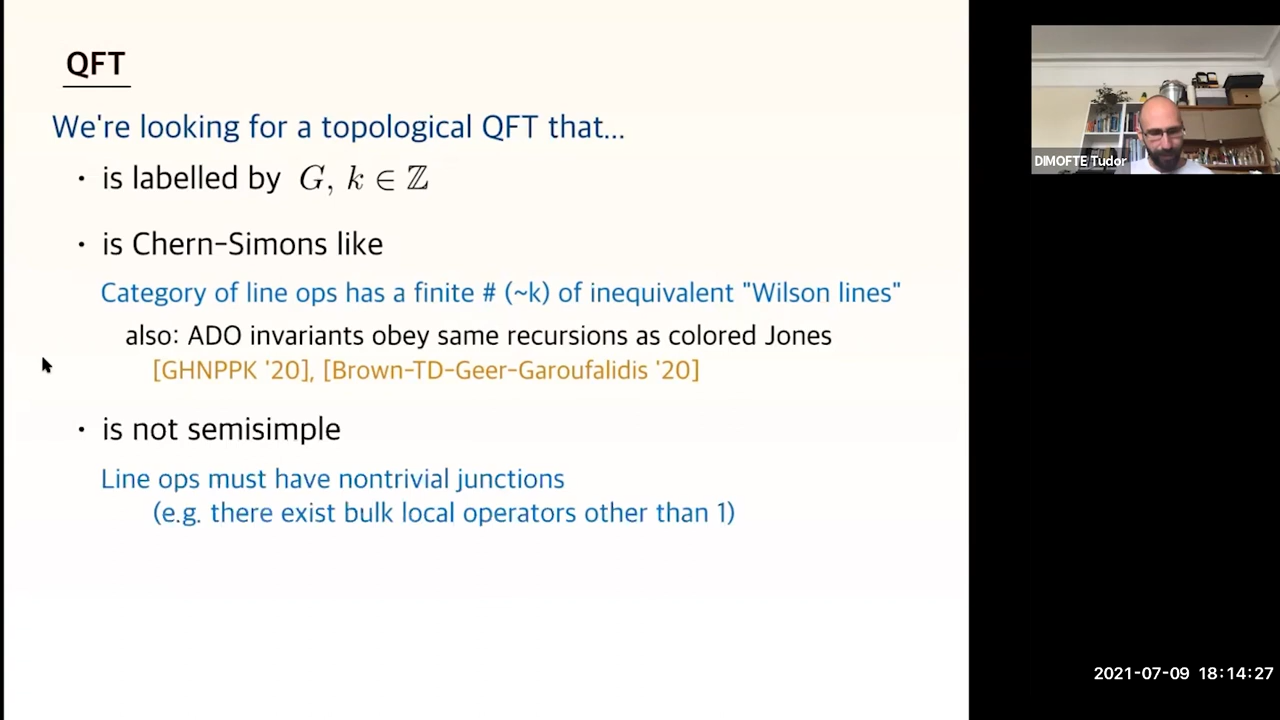 QFT
We're looking for a topological QFT that...
· is labelled by G, k ∈ ℤ
· is Chern-Simons like
Category of line ops has a finite # (~k) of inequivalent "Wilson lines"
also: ADO invariants obey same recursions as colored Jones
[GHNPPK '20], [Brown-TD-Geer-Garoufalidis '20]
· is not semisimple
Line ops must have nontrivial junctions
(e.g. there exist bulk local operators other than 1)
DIMOFTE Tudor
2021-07-09 18:14:27